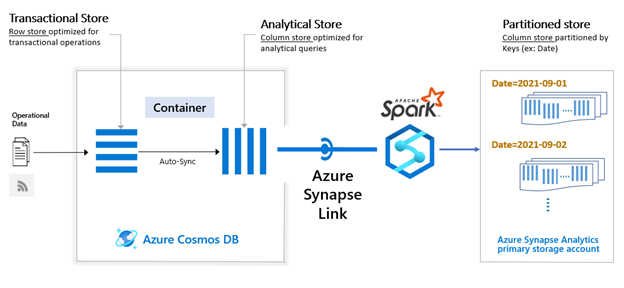 Transactional Store
Row store optimized for
transactional operations
Analytical Store
Column store optimized for
analytical queries
Partitioned store
Column store partitioned by
Keys (ex: Date)
Operational
Data
Container
Auto-Sync
Azure Cosmos DB
Azure
Synapse
Link
APACHE
Spark™
Date=2021-09-01
Date=2021-09-02
Azure Synapse Analytics
primary storage account